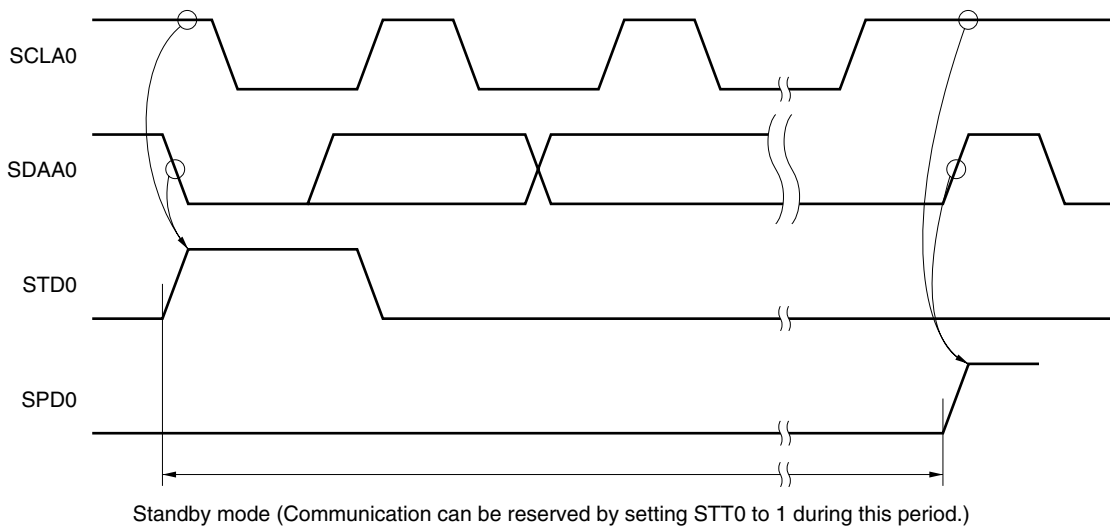 SCLA0
SDAA0
STD0
SPD0
Standby mode (Communication can be reserved by setting STT0 to 1 during this period.)